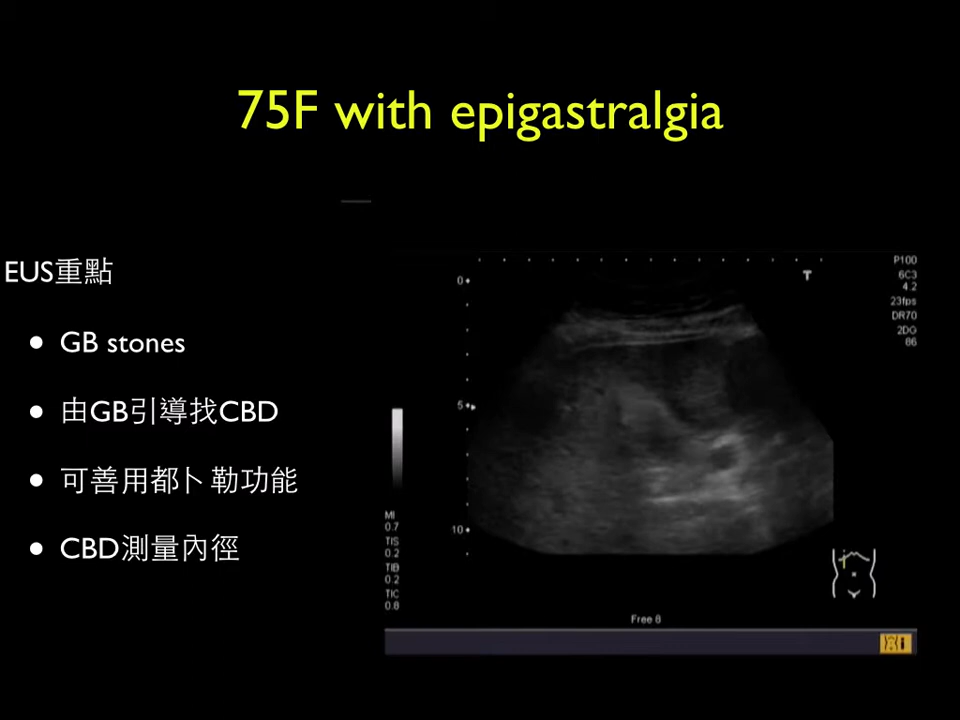 75F with epigastralgia
EUS重點
• GB stones
• 由GB引導找CBD
• 可善用都卜勒功能
• CBD測量內徑
P100
6C3
4.2
23fps
DR70
2DG
86
T
0
5
10
MI
0.7
TIS
0.2
TIB
0.2
TIC
0.8
Free 6
i